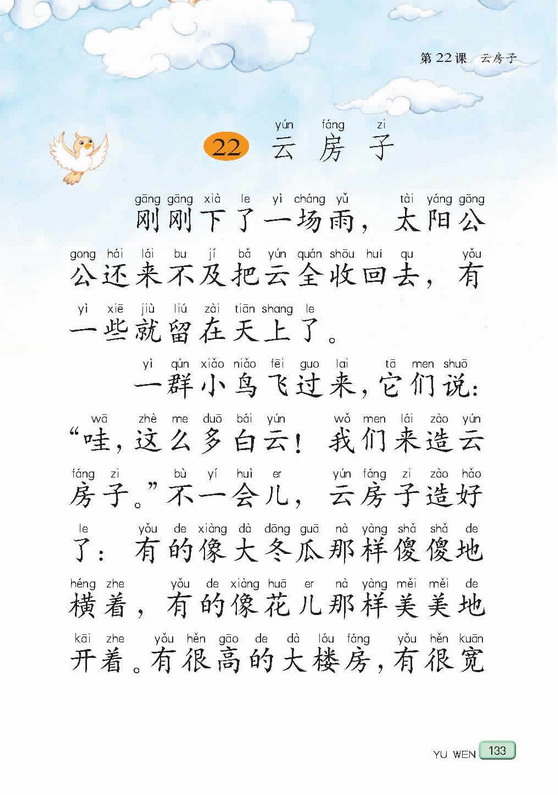 第22课 云房子
yún fáng zi
22 云房子
gāng gāng xià le yì cháng yǔ tài yáng gōng
刚刚下了一场雨，太阳公
gong hái lái bu jí bǎ yún quán shōu huí qu yǒu
公还来不及把云全收回去，有
yì xiē jiù liú zài tiān shang le
一些就留在天上了。
yì qún xiǎo niǎo fēi guo lai tā men shuō
一群小鸟飞过来，它们说：
wā zhè me duō bái yún wǒ men lái zào yún
“哇，这么多白云！我们来造云
fáng zi bù yí huì er yún fáng zi zào hǎo
房子。”不一会儿，云房子造好
le yǒu de xiàng dà dōng guā nà yàng shǎ shǎ de
了：有的像大冬瓜那样傻傻地
héng zhe yǒu de xiàng huā er nà yàng měi měi de
横着，有的像花儿那样美美地
kāi zhe yǒu hěn gāo de dà lóu fáng yǒu hěn kuān
开着。有很高的大楼房，有很宽
YU WEN 133